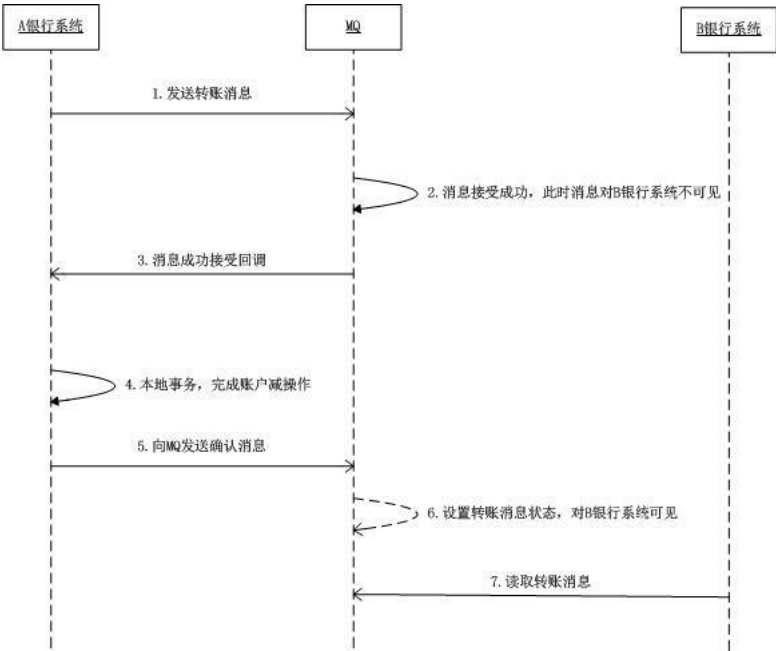 A银行系统
MQ
B银行系统
1.发送转账消息
2.消息接受成功，此时消息对B银行系统不可见
3.消息成功接受回调
4.本地事务，完成账户减操作
5.向MQ发送确认消息
6.设置转账消息状态，对B银行系统可见
7.读取转账消息